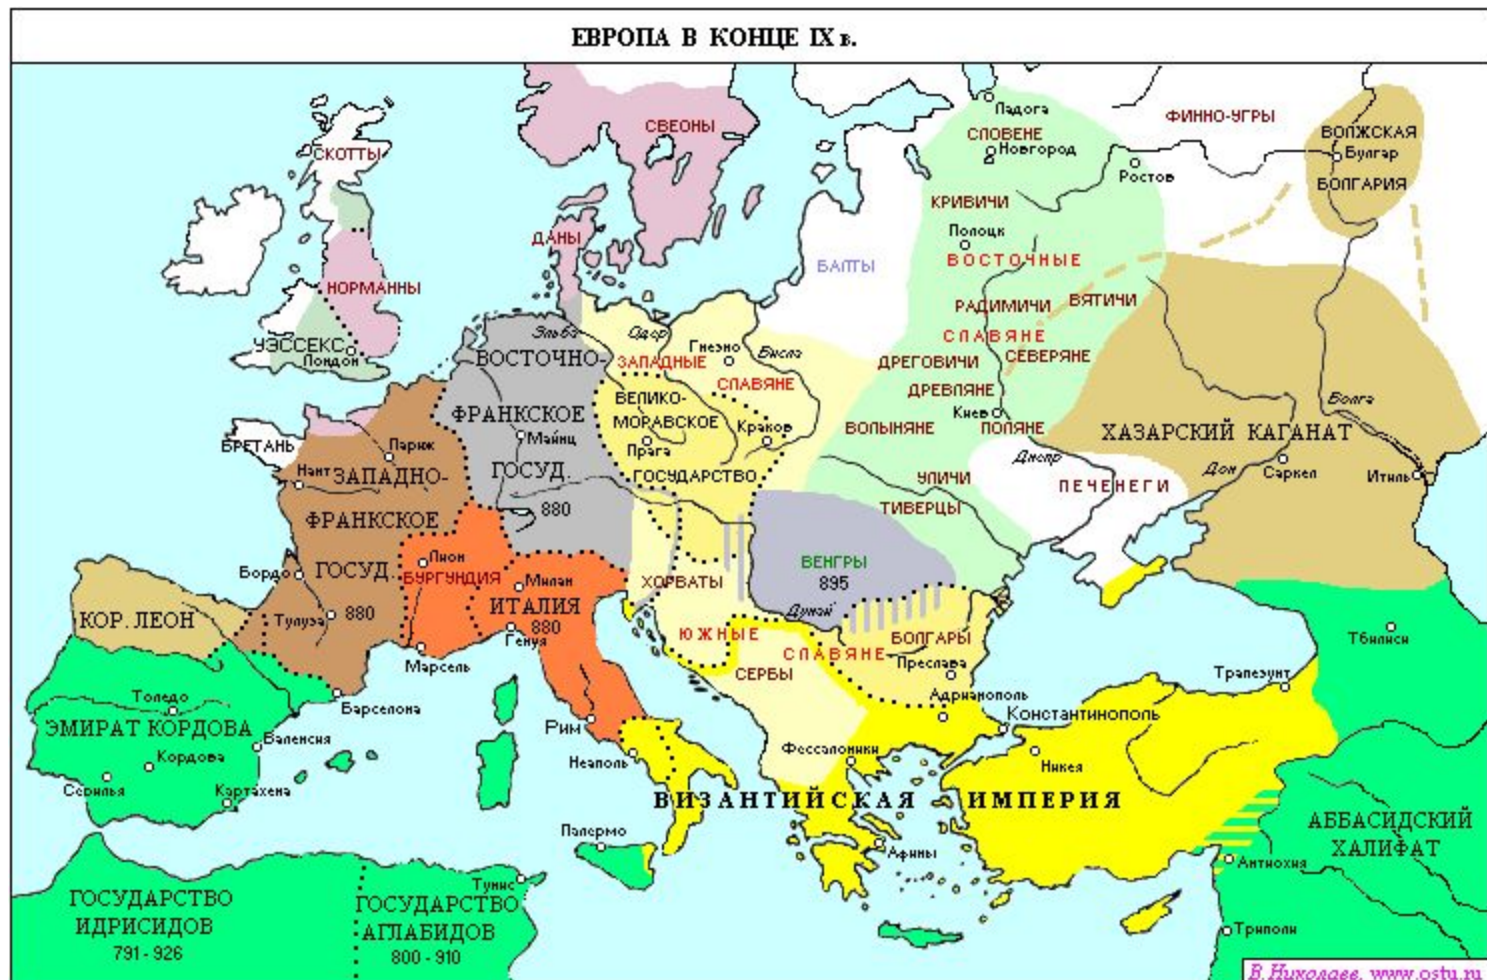 ЕВРОПА В КОНЦЕ IX в.
Ладога
ФИННО-УГРЫ
СВЕОНЫ
СЛОВЕНЕ
ВОЛЖСКАЯ
Новгород
Булгар
СКОТТЫ
Ростов
БОЛГАРИЯ
КРИВИЧИ
Полоцк
ДАНЫ
ВОСТОЧНЫЕ
БАЛТЫ
НОРМАННЫ
РАДИМИЧИ
ВЯТИЧИ
Эльба
Одер
СЛАВЯНЕ
УЭССЕКС
Гнезно
Висла
Лондон
ВОСТОЧНО-
ЗАПАДНЫЕ
СЕВЕРЯНЕ
ДРЕГОВИЧИ
СЛАВЯНЕ
ДРЕВЛЯНЕ
ВЕЛИКО-
Волга
ФРАНКСКОЕ
МОРАВСКОЕ
Киев
Краков
ВОЛЫНЯНЕ
ПОЛЯНЕ
ХАЗАРСКИЙ КАГАНАТ
БРЕТАНЬ
Париж
Майнц
Прага
Днепр
Нант
ЗАПАДНО-
ГОСУД.
ГОСУДАРСТВО
УЛИЧИ
Дон
Саркел
Итиль
ПЕЧЕНЕГИ
880
ТИВЕРЦЫ
ФРАНКСКОЕ
Лион
ВЕНГРЫ
Бордо
ГОСУД.
БУРГУНДИЯ
Милан
ХОРВАТЫ
895
ИТАЛИЯ
КОР. ЛЕОН
Тулуза
880
880
Дунай
Генуя
ЮЖНЫЕ
БОЛГАРЫ
Тбилиси
Марсель
СЛАВЯНЕ
Преслава
СЕРБЫ
Трапезунт
Толедо
Барселона
Адрианополь
ЭМИРАТ КОРДОВА
Рим
Константинополь
Валенсия
Фессалоники
Кордова
Неаполь
Никея
Севилья
Картахена
ВИЗАНТИЙСКАЯ ИМПЕРИЯ
Палермо
АББАСИДСКИЙ
Афины
ХАЛИФАТ
Антиохия
Тунис
ГОСУДАРСТВО
ГОСУДАРСТВО
ИДРИСИДОВ
АГЛАБИДОВ
Триполи
791 - 926
800 - 910
В.Николаев, www.ostu.ru